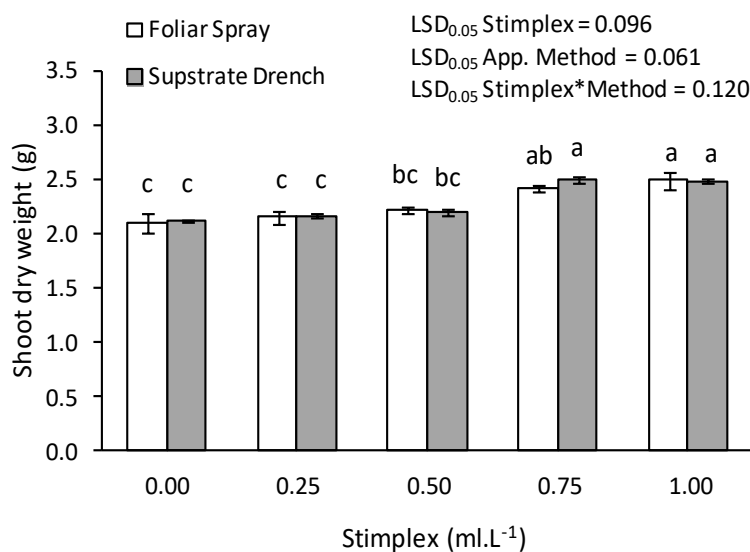 Foliar Spray
Supstrate Drench
LSD0.05 Stimplex = 0.096
LSD0.05 App. Method = 0.061
LSD0.05 Stimplex*Method = 0.120
Shoot dry weight (g)
3.5
3.0
2.5
2.0
1.5
1.0
0.5
0.0
c c c c bc bc ab a a a
0.00 0.25 0.50 0.75 1.00
Stimplex (ml.L-1)